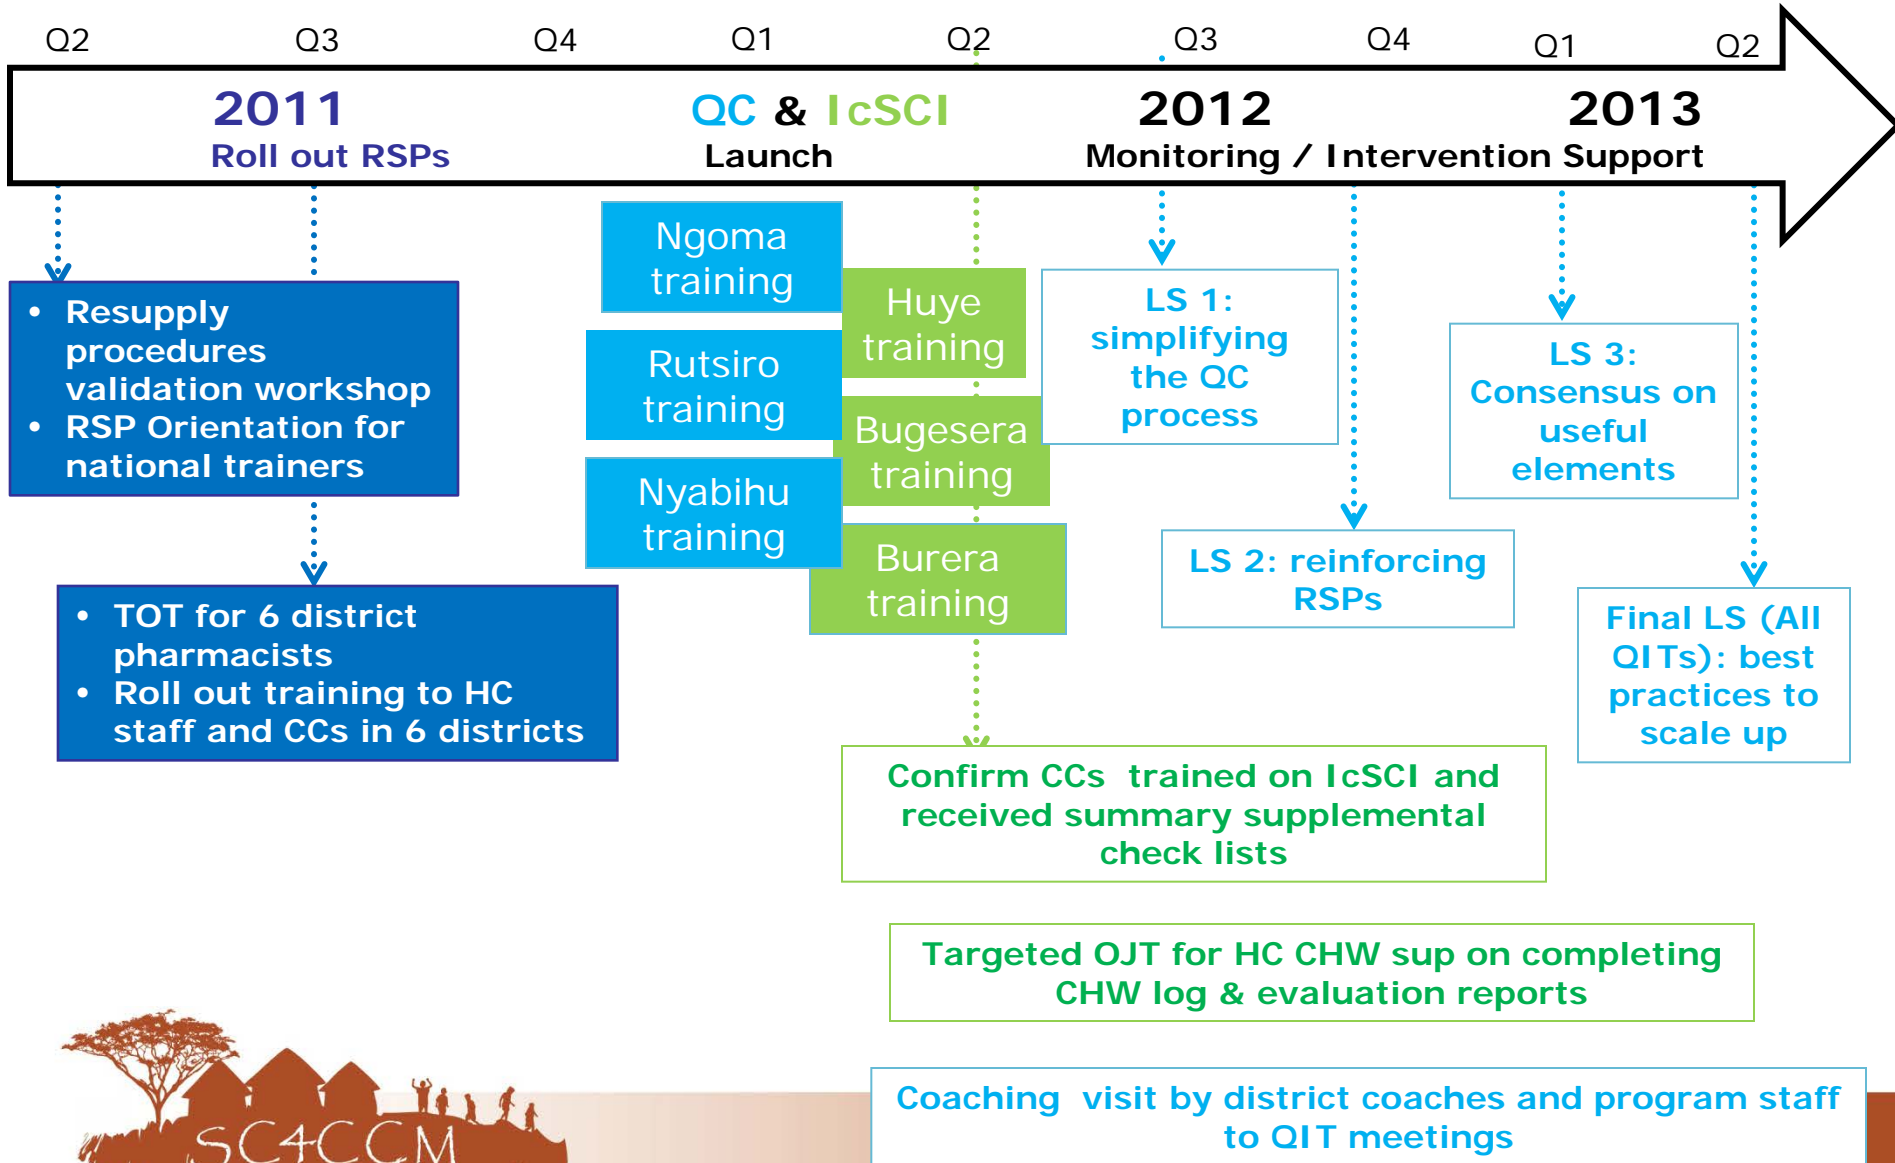 Q2 Q3 Q4 Q1 Q2 Q3 Q4 Q1 Q2
2011 QC & IcSCI 2012 2013
Roll out RSPs Launch Monitoring / Intervention Support
• Resupply
procedures
validation workshop
• RSP Orientation for
national trainers
• TOT for 6 district
pharmacists
• Roll out training to HC
staff and CCs in 6 districts
Ngoma
training
Rutsiro
training
Nyabihu
training
Huye
training
Bugesera
training
Burera
training
LS 1:
simplifying
the QC
process
LS 2: reinforcing
RSPs
LS 3:
Consensus on
useful
elements
Final LS (All
QITs): best
practices to
scale up
Confirm CCs trained on IcSCI and
received summary supplemental
check lists
Targeted OJT for HC CHW sup on completing
CHW log & evaluation reports
Coaching visit by district coaches and program staff
to QIT meetings
SC4CCM